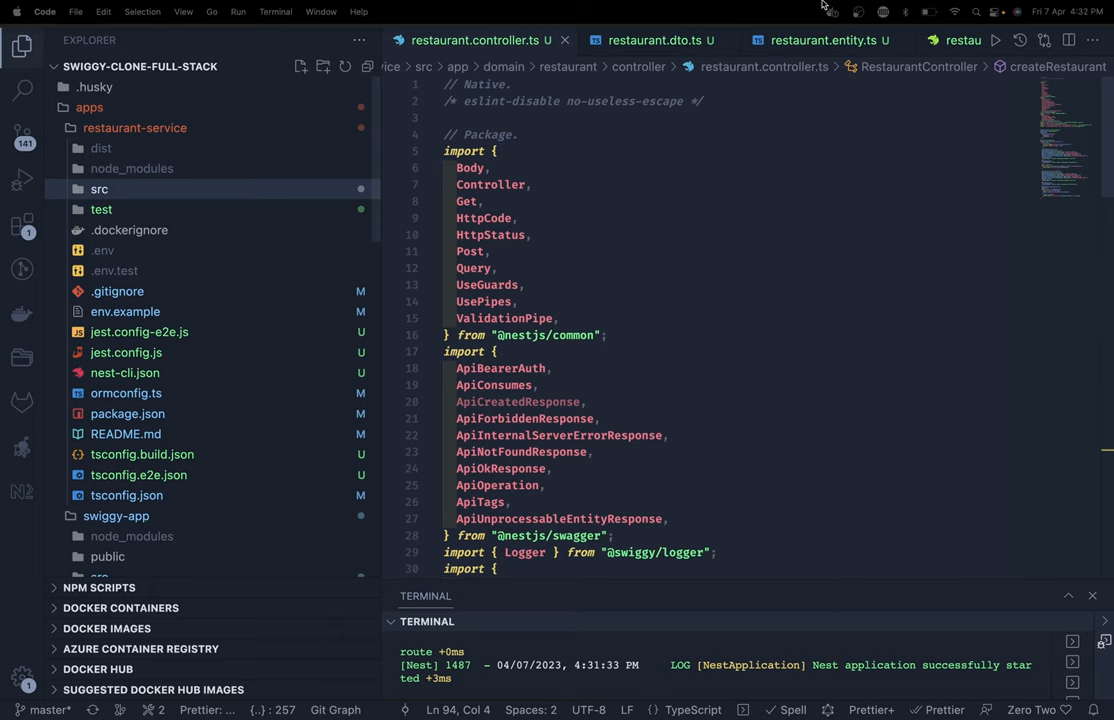 Code File Edit Selection View Go Run Terminal Window Help Fri 7 Apr 4:32 PM
EXPLORER
restaurant.controller.ts U
restaurant.dto.ts U
restaurant.entity.ts U
restau
SWIGGY-CLONE-FULL-STACK
vice > src > app > domain > restaurant > controller > restaurant.controller.ts > RestaurantController > createRestaurant
.husky
apps
restaurant-service
dist
node_modules
src
test
.dockerignore
.env
.env.test
.gitignore M
env.example M
jest.config-e2e.js U
jest.config.js U
nest-cli.json U
ormconfig.ts M
package.json M
README.md M
tsconfig.build.json U
tsconfig.e2e.json U
tsconfig.json M
swiggy-app
node_modules
public
src
NPM SCRIPTS
DOCKER CONTAINERS
DOCKER IMAGES
AZURE CONTAINER REGISTRY
DOCKER HUB
SUGGESTED DOCKER HUB IMAGES
141
1
1
1 // Native.
2 /* eslint-disable no-useless-escape */
3
4 // Package.
5 import {
6 Body,
7 Controller,
8 Get,
9 HttpCode,
10 HttpStatus,
11 Post,
12 Query,
13 UseGuards,
14 UsePipes,
15 ValidationPipe,
16 } from "@nestjs/common";
17 import {
18 ApiBearerAuth,
19 ApiConsumes,
20 ApiCreatedResponse,
21 ApiForbiddenResponse,
22 ApiInternalServerErrorResponse,
23 ApiNotFoundResponse,
24 ApiOkResponse,
25 ApiOperation,
26 ApiTags,
27 ApiUnprocessableEntityResponse,
28 } from "@nestjs/swagger";
29 import { Logger } from "@swiggy/logger";
30 import {
TERMINAL
TERMINAL
route +0ms
[Nest] 1487 - 04/07/2023, 4:31:33 PM LOG [NestApplication] Nest application successfully star
ted +3ms
master* 2 Prettier: ... {..} : 257 Git Graph Ln 94, Col 4 Spaces: 2 UTF-8 LF {} TypeScript Spell Prettier+ Prettier Zero Two